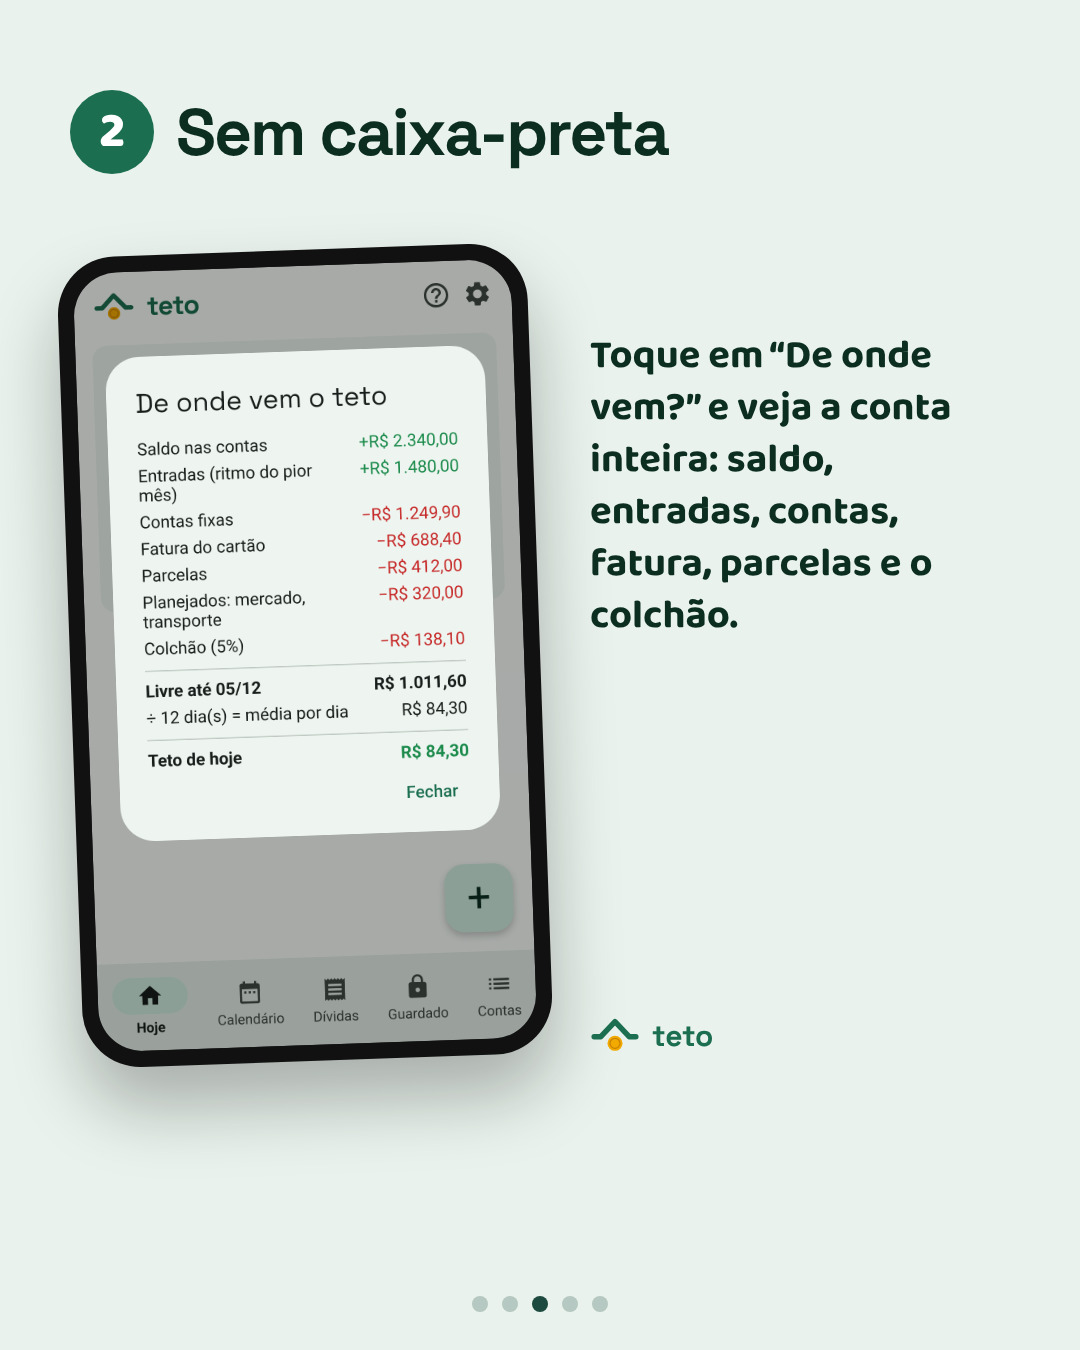 2 Sem caixa-preta
teto
De onde vem o teto
Saldo nas contas +R$ 2.340,00
Entradas (ritmo do pior +R$ 1.480,00
mês)
Contas fixas −R$ 1.249,90
Fatura do cartão −R$ 688,40
Parcelas −R$ 412,00
Planejados: mercado, −R$ 320,00
transporte
Colchão (5%) −R$ 138,10
Livre até 05/12 R$ 1.011,60
÷ 12 dia(s) = média por dia R$ 84,30
Teto de hoje R$ 84,30
Fechar
+
Hoje Calendário Dívidas Guardado Contas
Toque em “De onde
vem?” e veja a conta
inteira: saldo,
entradas, contas,
fatura, parcelas e o
colchão.
teto